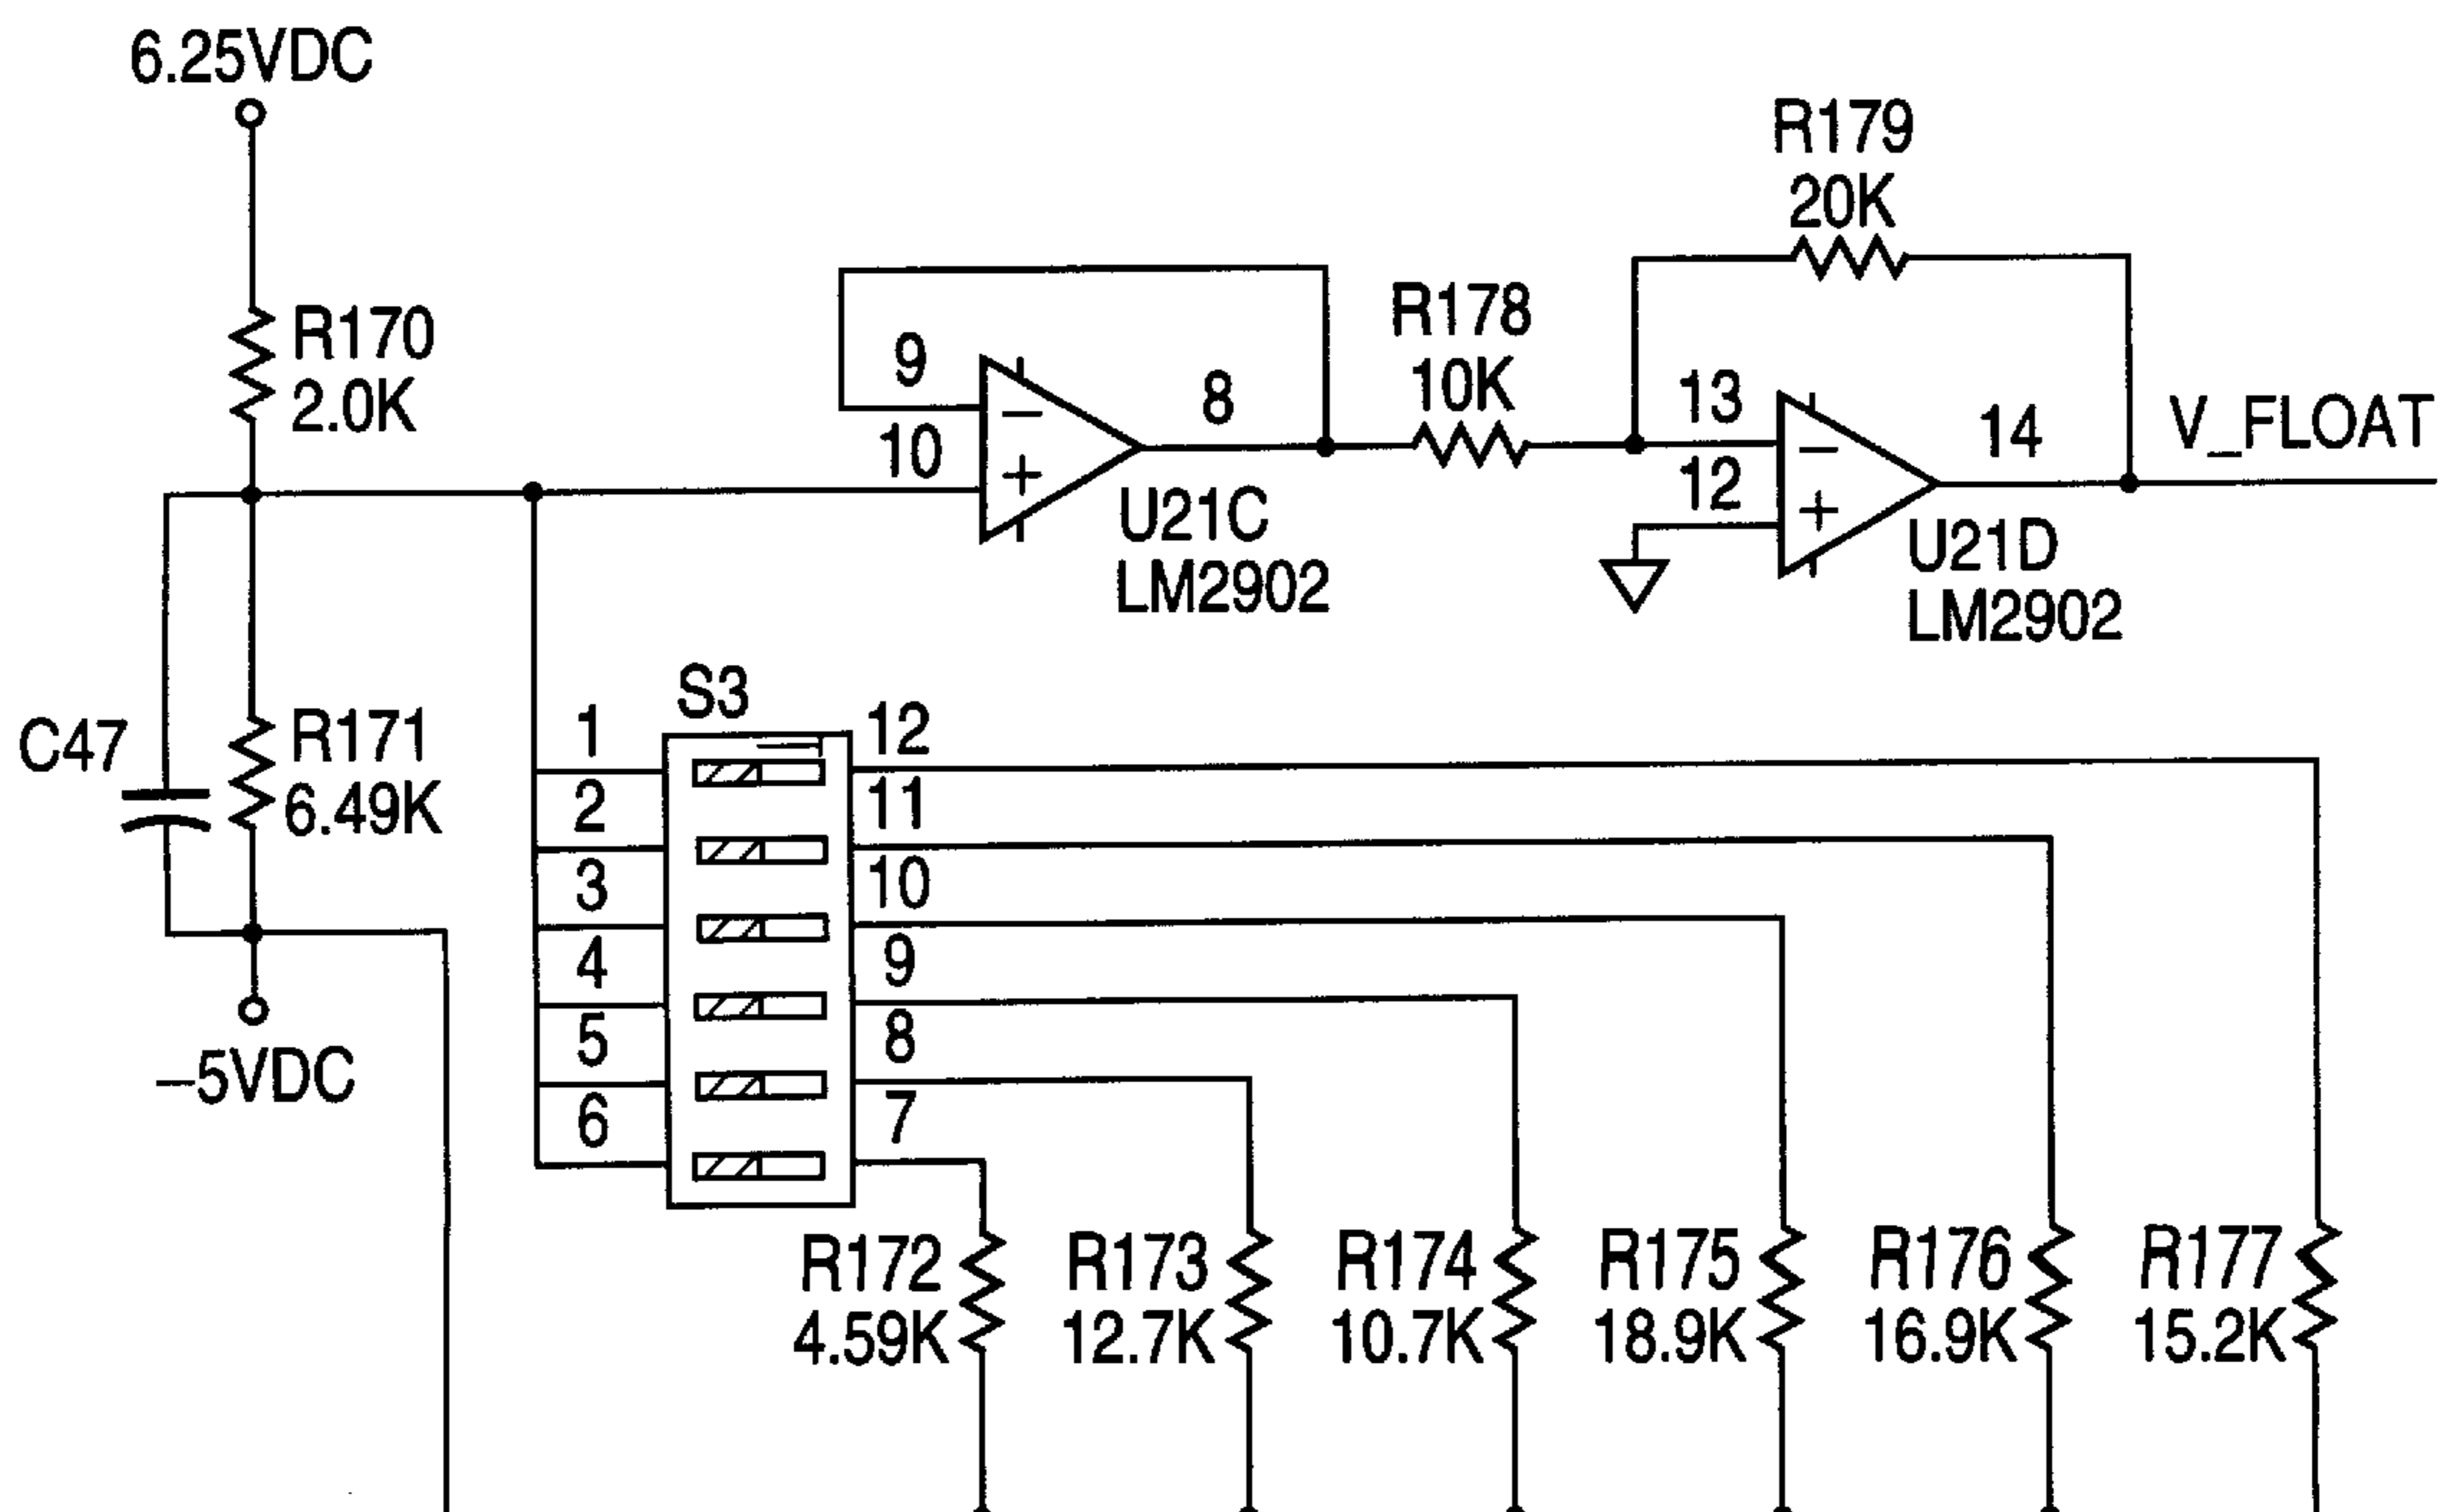 6.25VDC
R179
20K
R170
2.0K
R178
10K
9
10
8
13
12
14
V_FLOAT
U21C
LM2902
U21D
LM2902
S3
C47
R171
6.49K
–5VDC
1
12
2
11
3
10
4
9
5
8
6
7
R172
4.59K
R173
12.7K
R174
10.7K
R175
18.9K
R176
16.9K
R177
15.2K